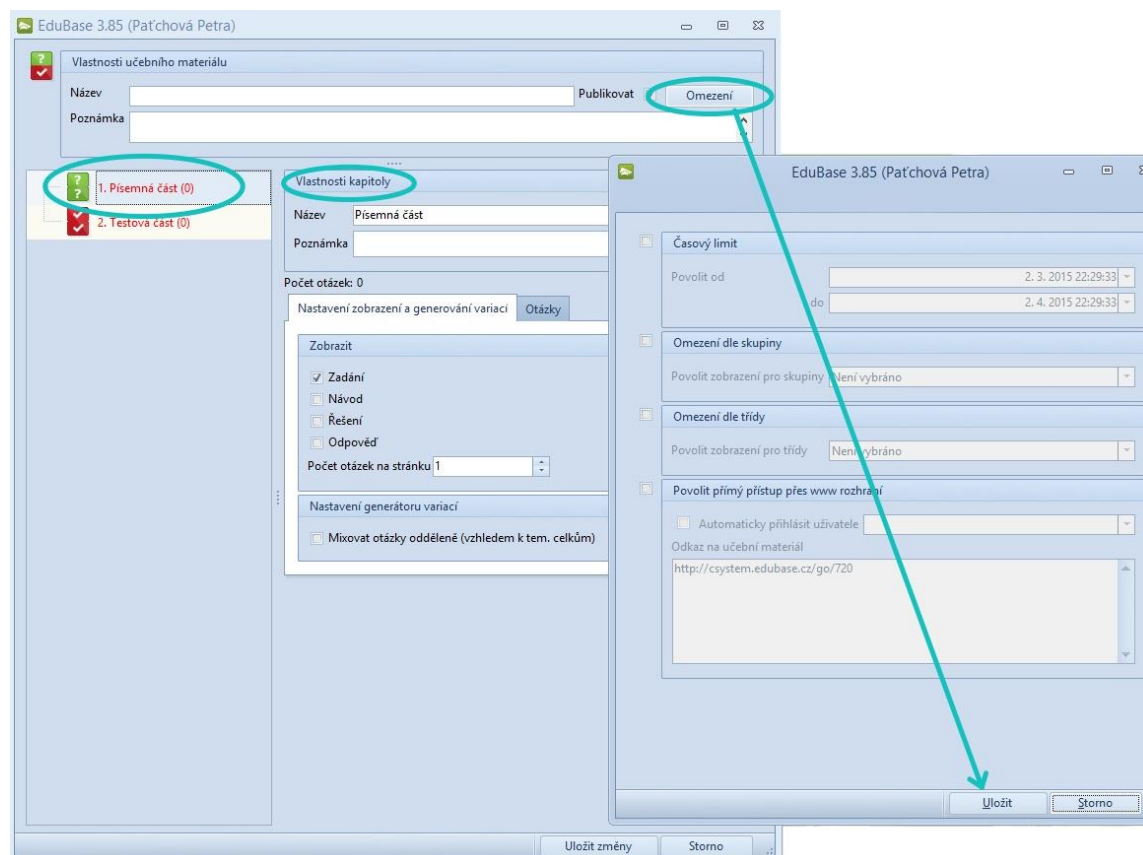 EduBase 3.85 (Paťchová Petra)
Vlastnosti učebního materiálu
Název
Publikovat
Omezení
Poznámka
1. Písemná část (0)
2. Testová část (0)
Vlastnosti kapitoly
Název Písemná část
Poznámka
Počet otázek: 0
Nastavení zobrazení a generování variací Otázky
Zobrazit
Zadání
Návod
Řešení
Odpověď
Počet otázek na stránku 1
Nastavení generátoru variací
Mixovat otázky odděleně (vzhledem k tem. celkům)
Uložit změny Storno
EduBase 3.85 (Paťchová Petra)
Časový limit
Povolit od 2. 3. 2015 22:29:33
do 2. 4. 2015 22:29:33
Omezení dle skupiny
Povolit zobrazení pro skupiny Není vybráno
Omezení dle třídy
Povolit zobrazení pro třídy Není vybráno
Povolit přímý přístup přes www rozhraní
Automaticky přihlásit uživatele
Odkaz na učební materiál
http://csystem.edubase.cz/go/720
Uložit Storno